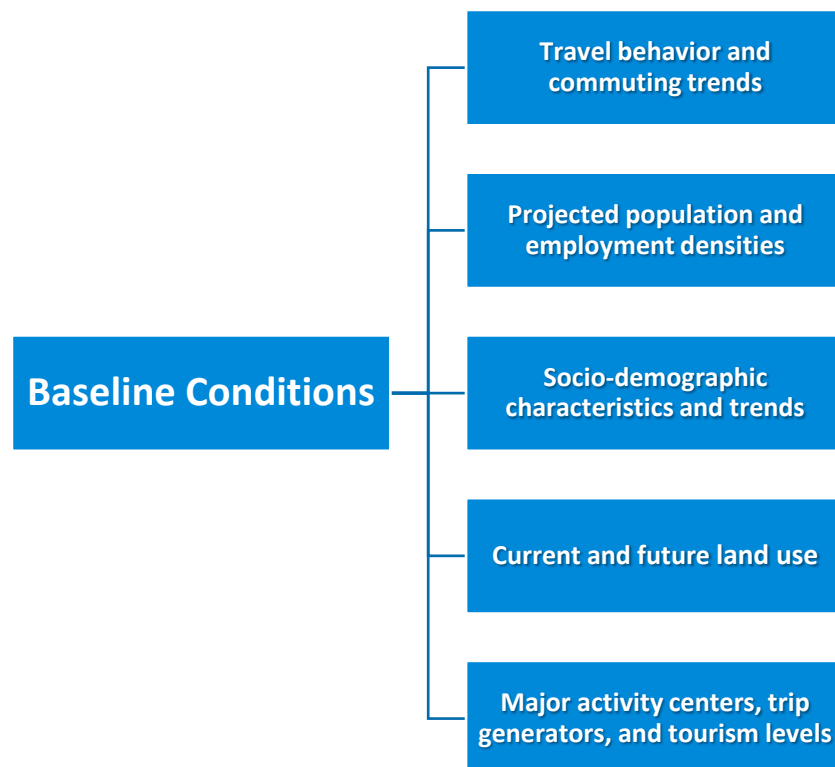 Travel behavior and
commuting trends
Projected population and
employment densities
Baseline Conditions
Socio-demographic
characteristics and trends
Current and future land use
Major activity centers, trip
generators, and tourism levels